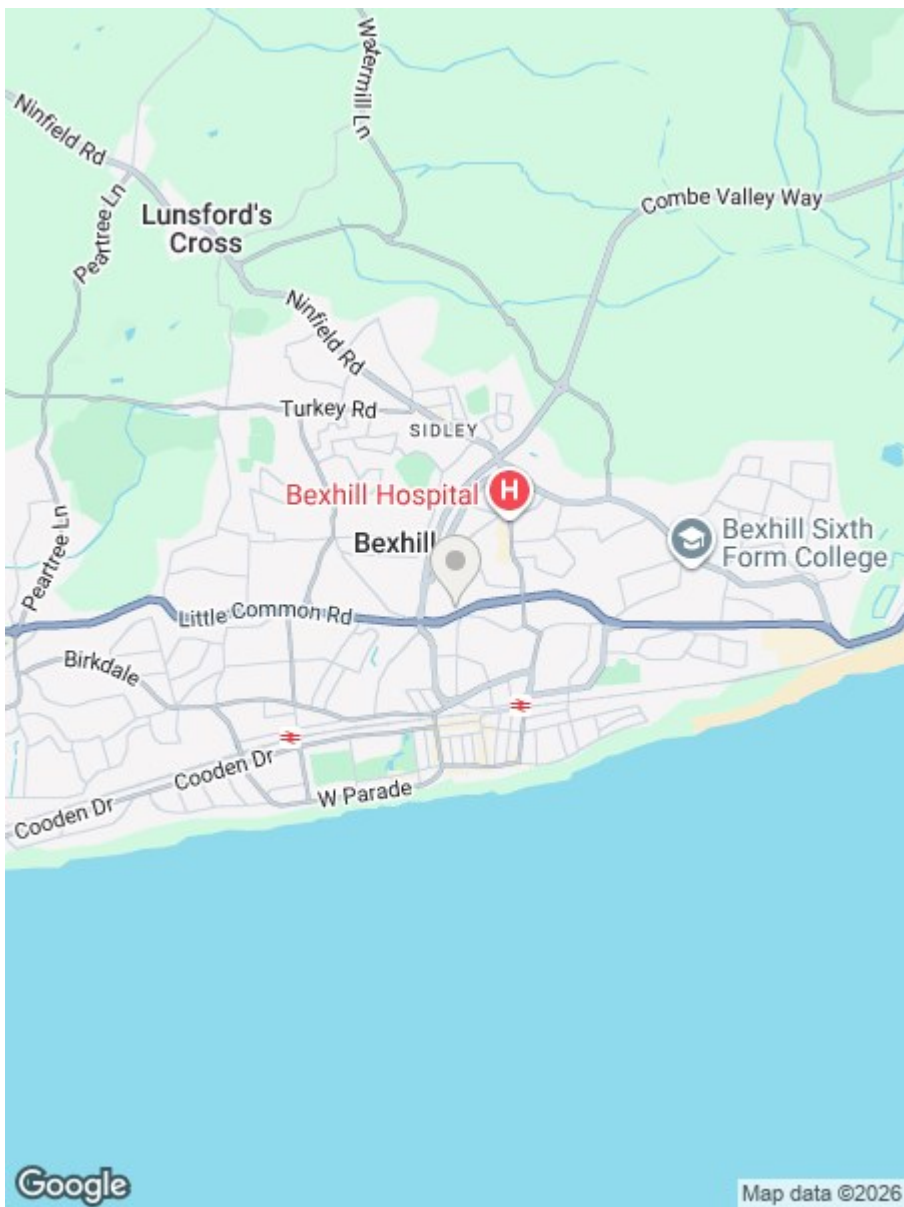 Watermill Ln
Ninfield Rd
Peartree Ln
Lunsford's
Cross
Combe Valley Way
Ninfield Rd
Turkey Rd
SIDLEY
Bexhill Hospital
H
Bexhill
Bexhill Sixth
Form College
Peartree Ln
Little Common Rd
Birkdale
Cooden Dr
W Parade
Cooden Dr
Google
Map data ©2026